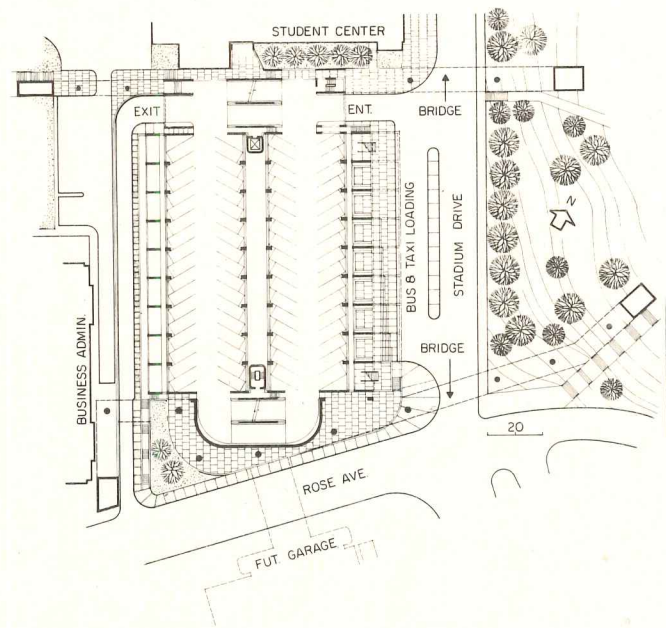 STUDENT CENTER
EXIT
ENT.
BRIDGE
N
BUS & TAXI LOADING
STADIUM DRIVE
BUSINESS ADMIN.
BRIDGE
20
ROSE AVE.
FUT. GARAGE